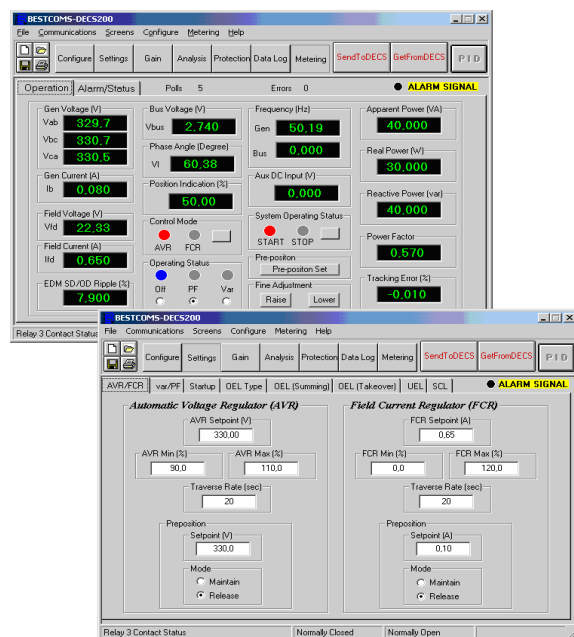 BESTCOMS-DECS200
File Communications Screens Configure Metering Help
Configure Settings Gain Analysis Protection Data Log Metering SendToDECS GetFromDECS PID
Operation Alarm/Status Polls 5 Errors 0 ALARM SIGNAL
Gen Voltage (V) Bus Voltage (V) Frequency (Hz) Apparent Power (VA)
Vab 329,7 Vbus 2,740 Gen 50,19 40,000
Vbc 330,7 Phase Angle (Degree) Bus 0,000 Real Power (W)
Vca 330,5 VI 60,38 30,000
Gen Current (A) Position Indication (%) Aux DC Input (V) Reactive Power (var)
Ib 0,080 50,00 0,000 40,000
Field Voltage (V) Control Mode System Operating Status Power Factor
Vfd 22,33 AVR FCR START STOP 0,570
Field Current (A) Operating Status Pre-positon Tracking Error (%)
Ifd 0,650 Off PF Var Pre-positon Set -0,010
EDM SD/OD Ripple (%) Fine Adjustment
7,900 Raise Lower
Relay 3 Contact Status
BESTCOMS-DECS200
File Communications Screens Configure Metering Help
Configure Settings Gain Analysis Protection Data Log Metering SendToDECS GetFromDECS PID
AVR/FCR var/PF Startup OEL Type OEL (Summing) OEL (Takeover) UEL SCL ALARM SIGNAL
Automatic Voltage Regulator (AVR) Field Current Regulator (FCR)
AVR Setpoint (V) FCR Setpoint (A)
330,00 0,65
AVR Min (%) AVR Max (%) FCR Min (%) FCR Max (%)
90,0 110,0 0,0 120,0
Traverse Rate (sec) Traverse Rate (sec)
20 20
Preposition Preposition
Setpoint (V) Setpoint (A)
330,0 0,10
Mode Mode
Maintain Maintain
Release Release
Relay 3 Contact Status Normally Closed Normally Open